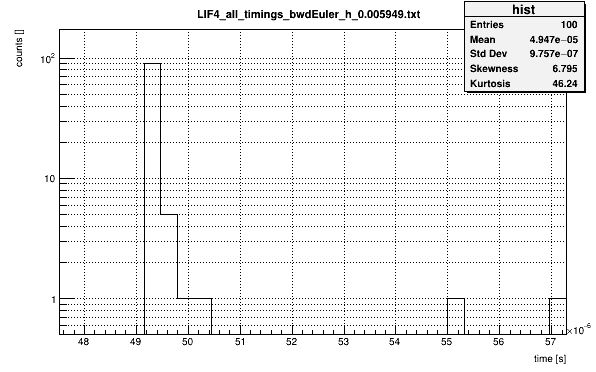 LIF4_all_timings_bwdEuler_h_0.005949.txt
hist
Entries 100
Mean 4.947e−05
Std Dev 9.757e−07
Skewness 6.795
Kurtosis 46.24
counts []
10²
10
1
48 49 50 51 52 53 54 55 56 57
×10⁻⁶
time [s]